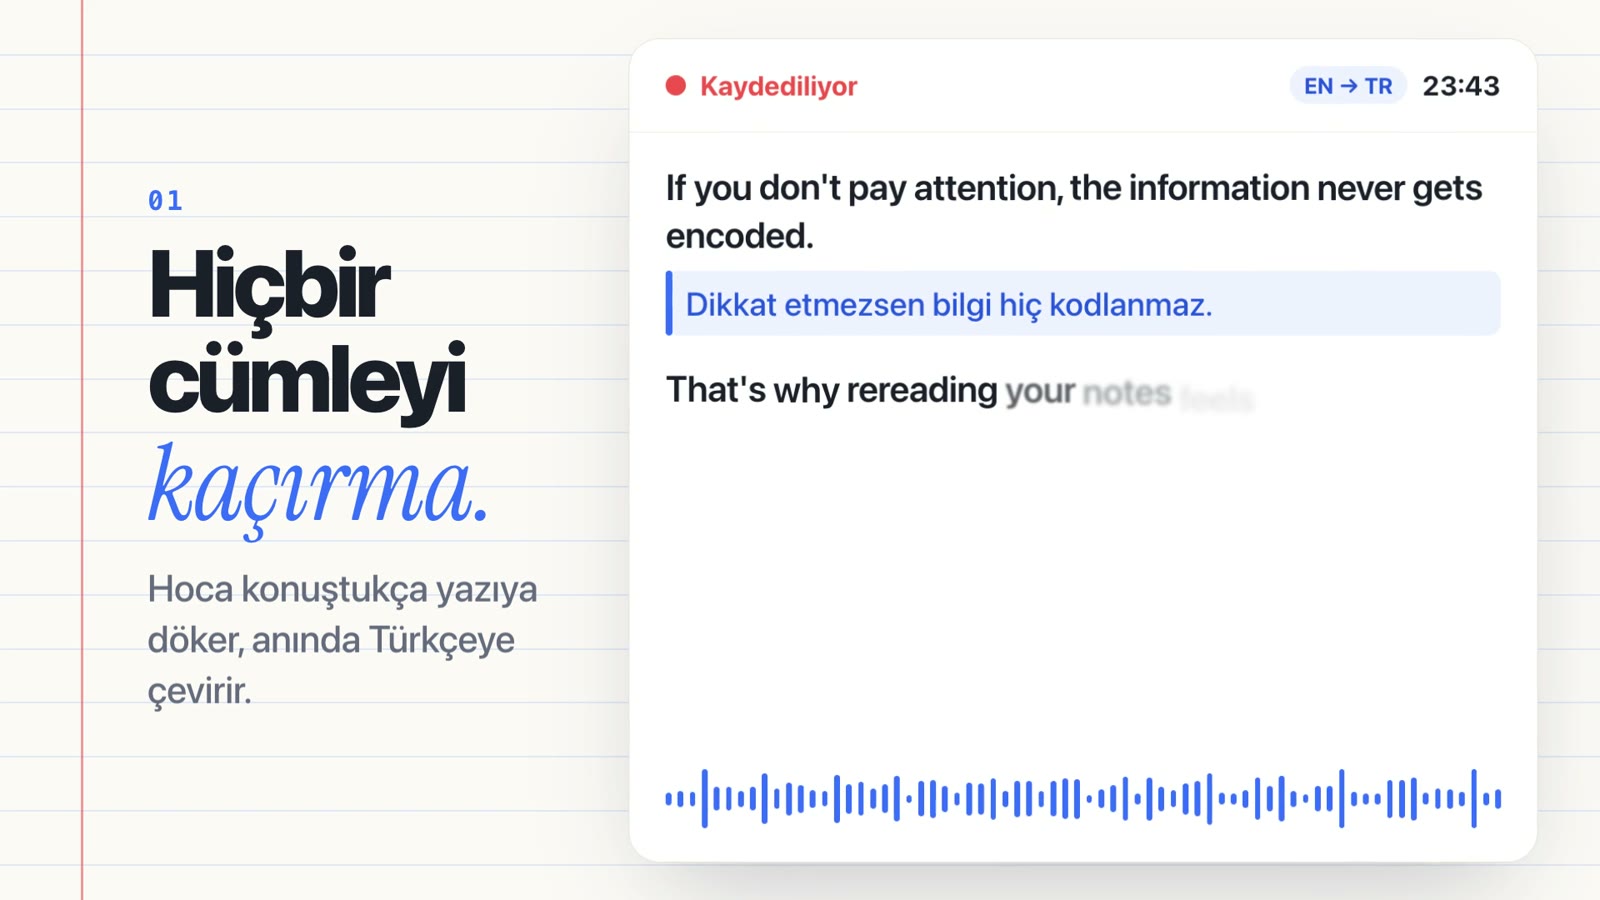 01
Hiçbir
cümleyi
kaçırma.
Hoca konuştukça yazıya
döker, anında Türkçeye
çevirir.
Kaydediliyor
EN → TR
23:43
If you don't pay attention, the information never gets
encoded.
Dikkat etmezsen bilgi hiç kodlanmaz.
That's why rereading your notes feels